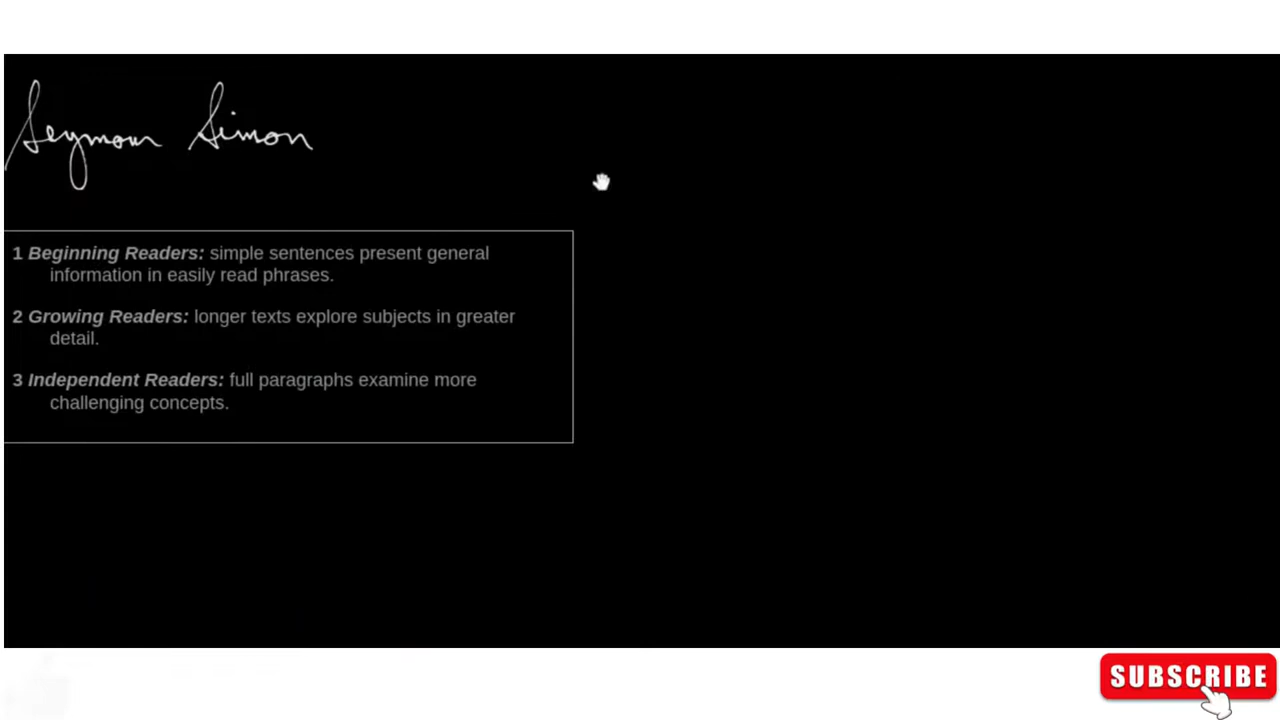 Seymour Simon
1 Beginning Readers: simple sentences present general
information in easily read phrases.
2 Growing Readers: longer texts explore subjects in greater
detail.
3 Independent Readers: full paragraphs examine more
challenging concepts.
SUBSCRIBE